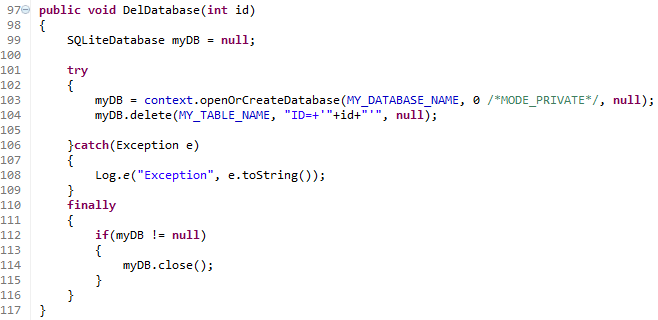 97 public void DelDatabase(int id)
98 {
99 SQLiteDatabase myDB = null;
100
101 try
102 {
103 myDB = context.openOrCreateDatabase(MY_DATABASE_NAME, 0 /*MODE_PRIVATE*/, null);
104 myDB.delete(MY_TABLE_NAME, "ID=+'"+id+"'", null);
105
106 }catch(Exception e)
107 {
108 Log.e("Exception", e.toString());
109 }
110 finally
111 {
112 if(myDB != null)
113 {
114 myDB.close();
115 }
116 }
117 }